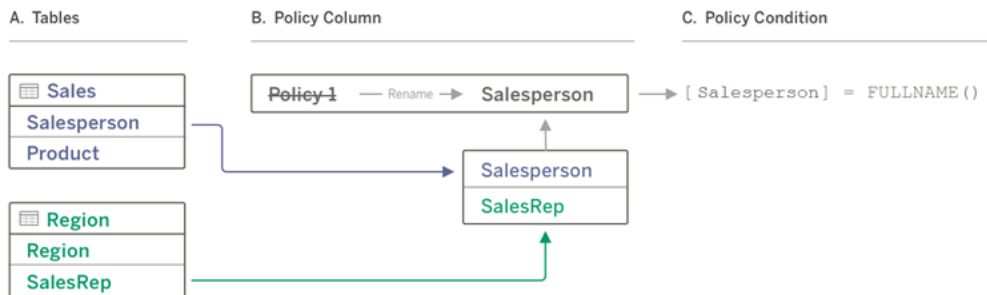 A. Tables
B. Policy Column
C. Policy Condition
Sales
Salesperson
Product
Region
Region
SalesRep
Policy 1
Rename
Salesperson
Salesperson
SalesRep
[Salesperson] = FULLNAME()